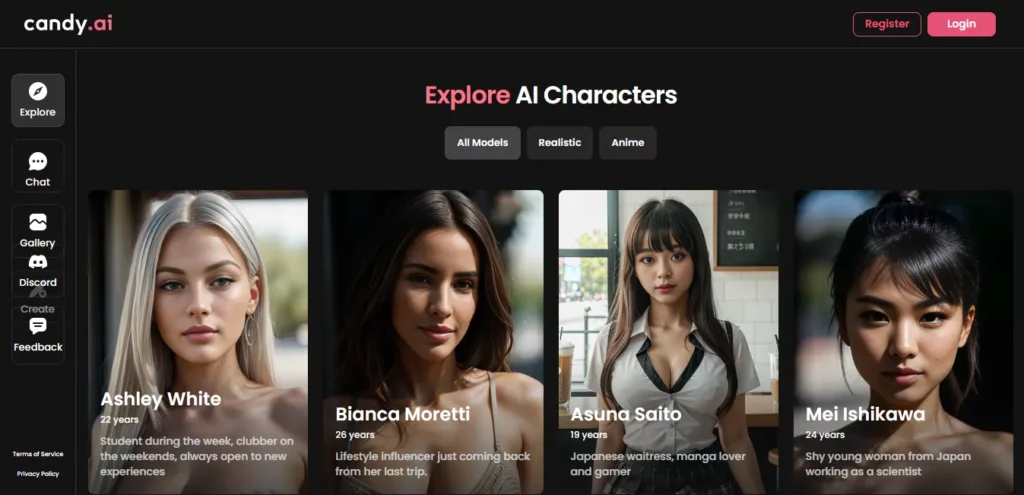 candy.ai
Register
Login
Explore
Chat
Gallery
Discord
Create
Feedback
Terms of Service
Privacy Policy
Explore AI Characters
All Models
Realistic
Anime
Ashley White
22 years
Student during the week, clubber on
the weekends, always open to new
experiences
Bianca Moretti
26 years
Lifestyle influencer just coming back
from her last trip.
Asuna Saito
19 years
Japanese waitress, manga lover
and gamer
Mei Ishikawa
24 years
Shy young woman from Japan
working as a scientist